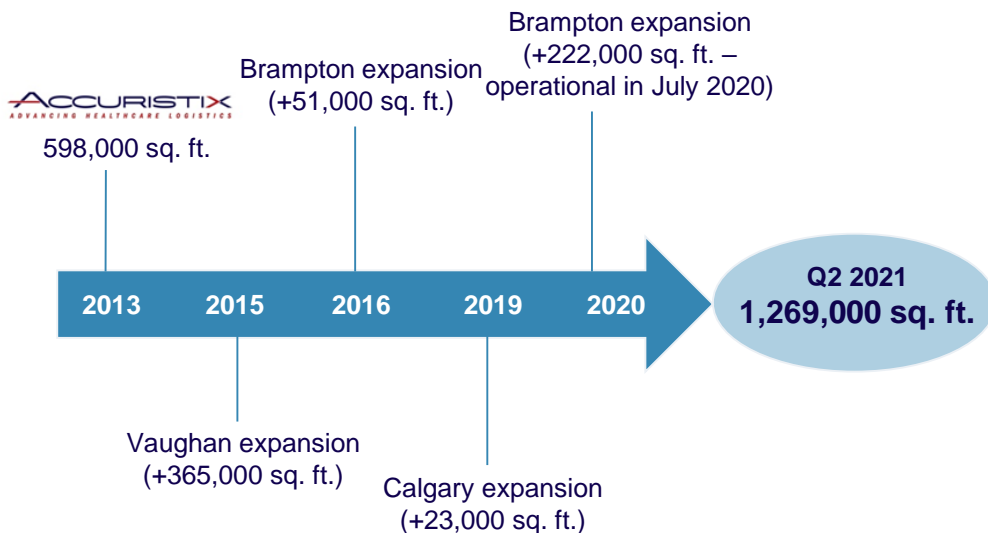 Brampton expansion
(+222,000 sq. ft. –
operational in July 2020)
Brampton expansion
(+51,000 sq. ft.)
ACCURISTIX
ADVANCING HEALTHCARE LOGISTICS
598,000 sq. ft.
2013
2015
2016
2019
2020
Q2 2021
1,269,000 sq. ft.
Vaughan expansion
(+365,000 sq. ft.)
Calgary expansion
(+23,000 sq. ft.)